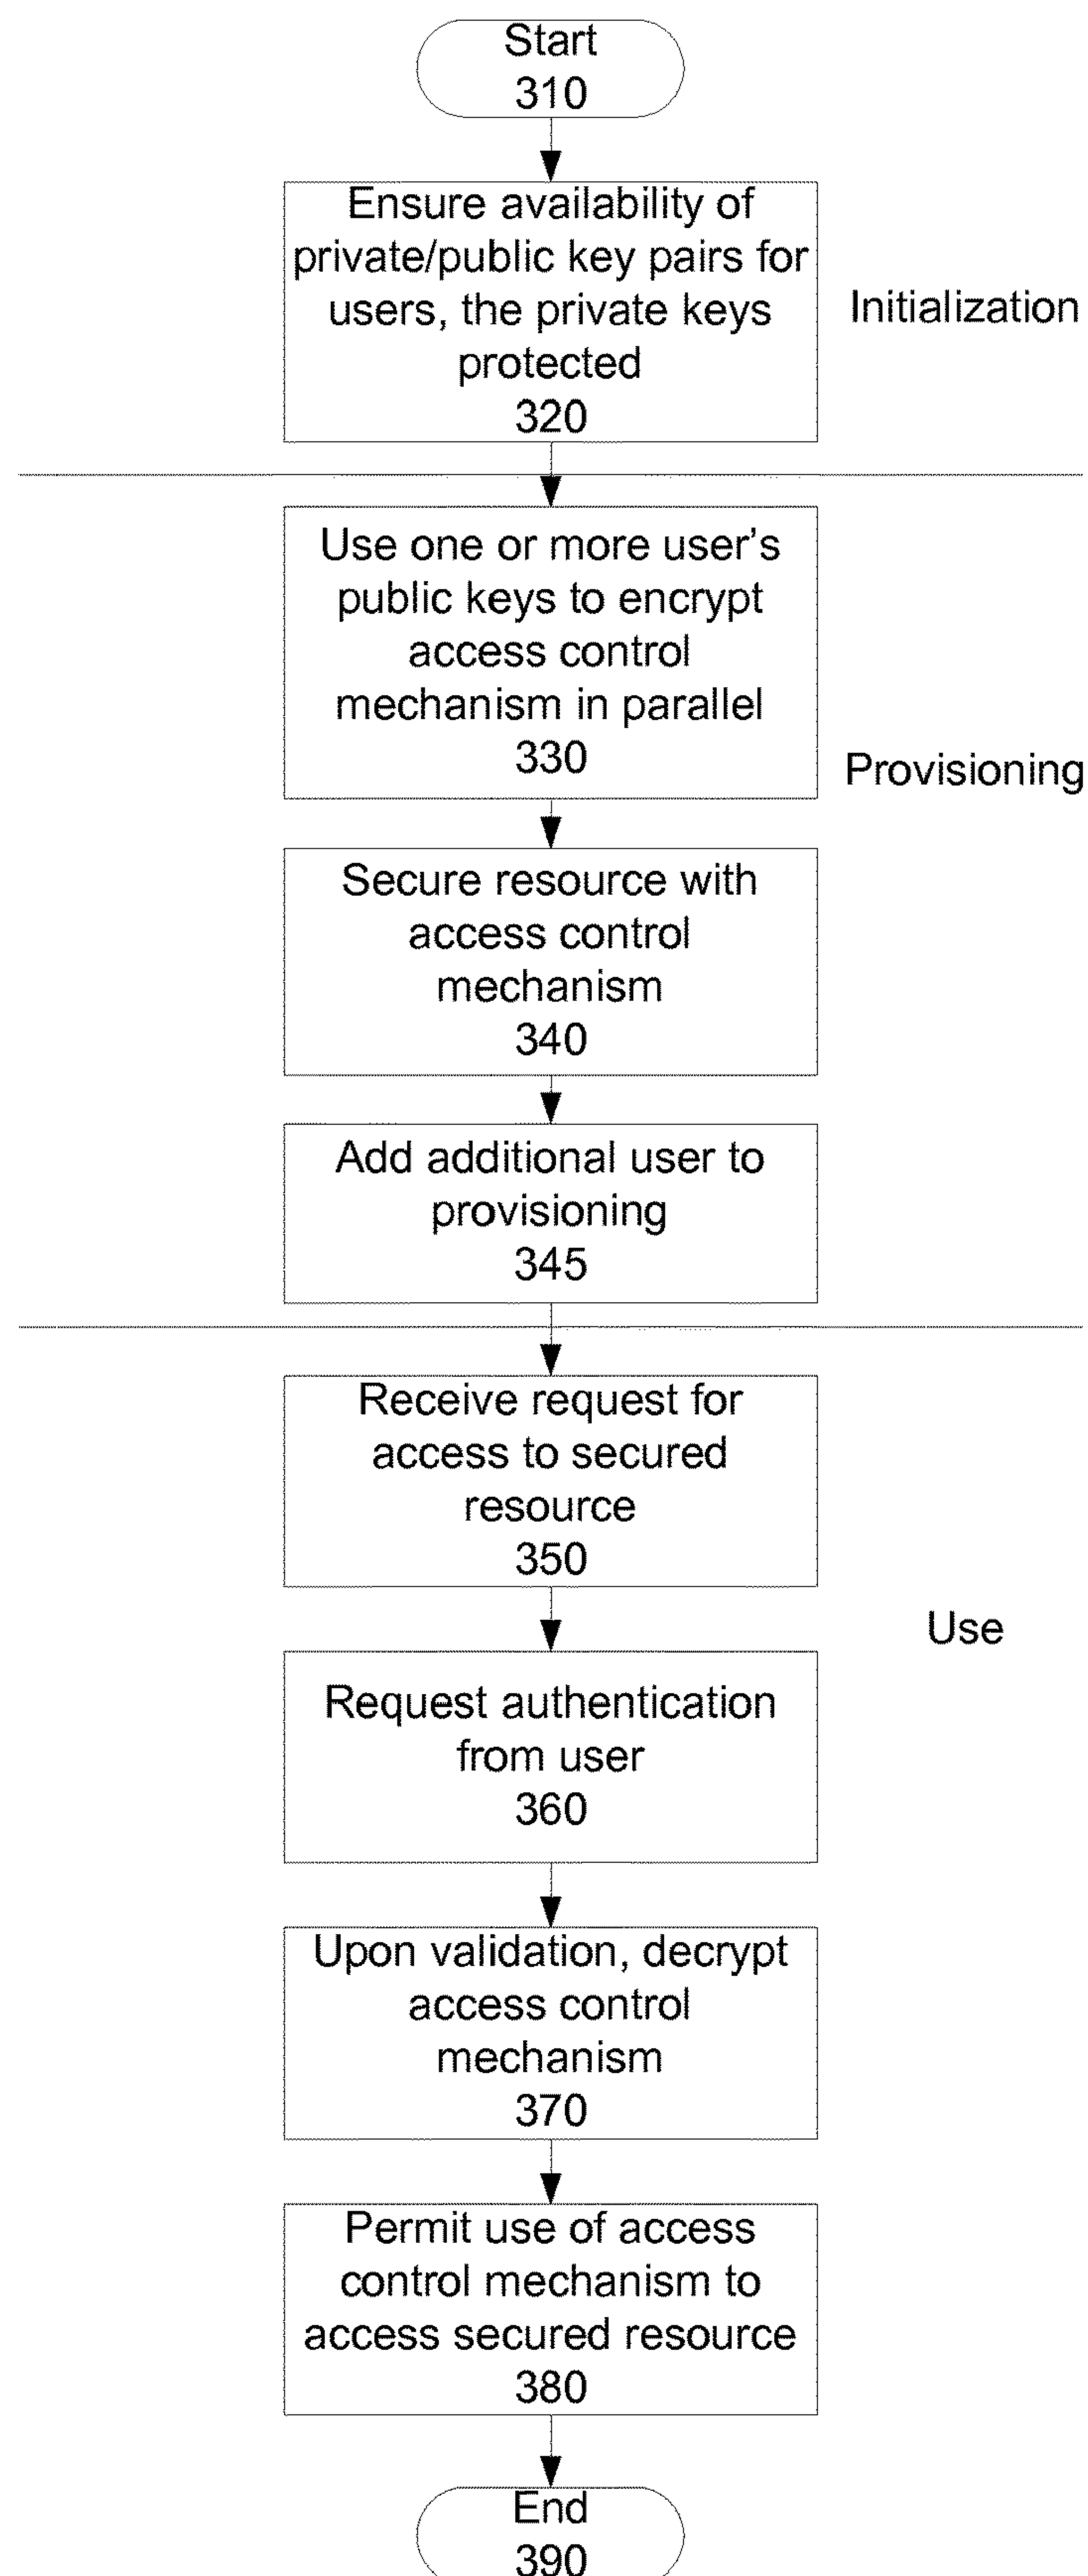 Start
310
Ensure availability of
private/public key pairs for
users, the private keys
protected
320
Initialization
Use one or more user's
public keys to encrypt
access control
mechanism in parallel
330
Provisioning
Secure resource with
access control
mechanism
340
Add additional user to
provisioning
345
Receive request for
access to secured
resource
350
Use
Request authentication
from user
360
Upon validation, decrypt
access control
mechanism
370
Permit use of access
control mechanism to
access secured resource
380
End
390